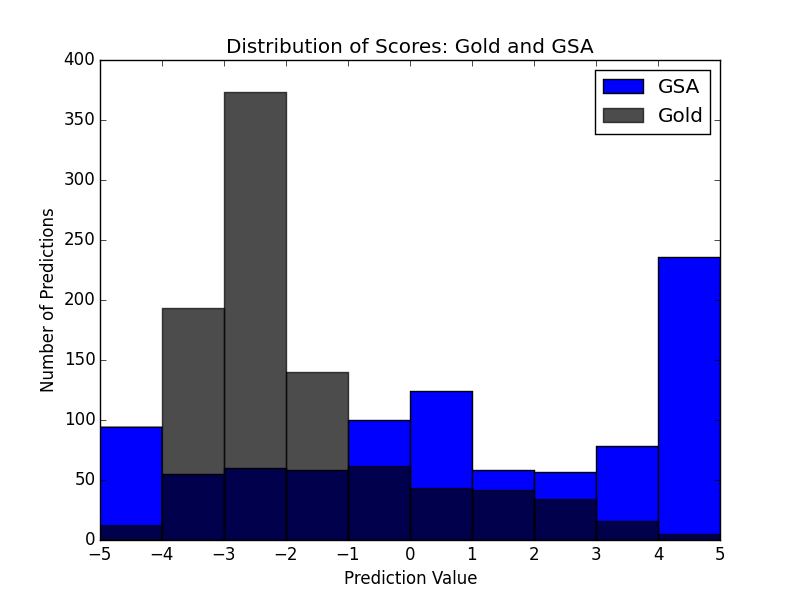 Distribution of Scores: Gold and GSA
GSA
Gold
Number of Predictions
400
350
300
250
200
150
100
50
0
−5 −4 −3 −2 −1 0 1 2 3 4 5
Prediction Value